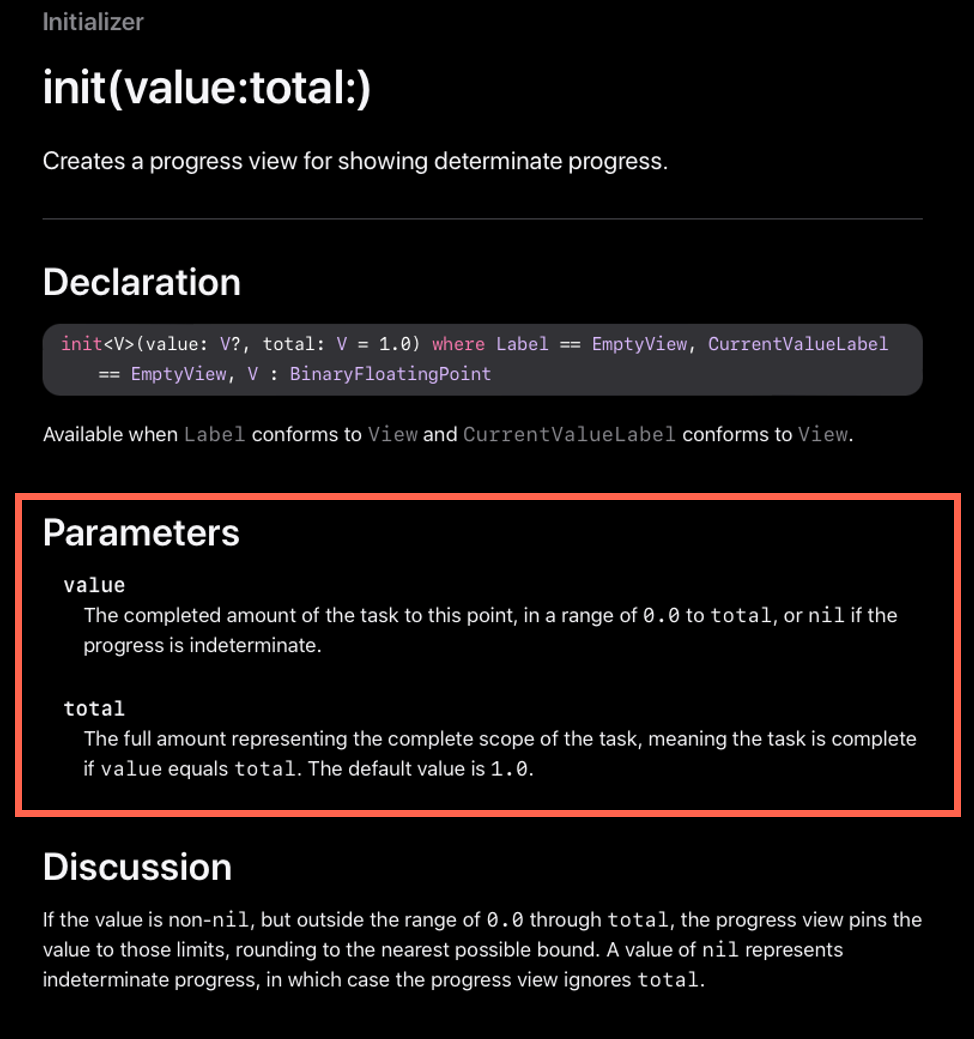 Initializer
init(value:total:)
Creates a progress view for showing determinate progress.
Declaration
init<V>(value: V?, total: V = 1.0) where Label == EmptyView, CurrentValueLabel
== EmptyView, V : BinaryFloatingPoint
Available when Label conforms to View and CurrentValueLabel conforms to View.
Parameters
value
The completed amount of the task to this point, in a range of 0.0 to total, or nil if the
progress is indeterminate.
total
The full amount representing the complete scope of the task, meaning the task is complete
if value equals total. The default value is 1.0.
Discussion
If the value is non-nil, but outside the range of 0.0 through total, the progress view pins the
value to those limits, rounding to the nearest possible bound. A value of nil represents
indeterminate progress, in which case the progress view ignores total.